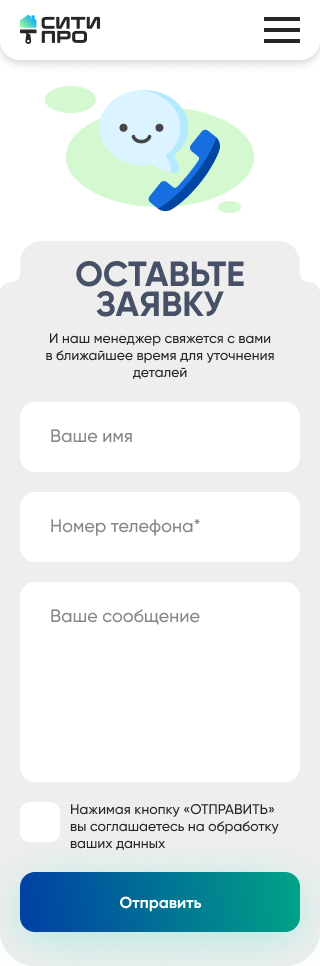 СИТИ
ПРО
ОСТАВЬТЕ
ЗАЯВКУ
И наш менеджер свяжется с вами
в ближайшее время для уточнения
деталей
Ваше имя
Номер телефона*
Ваше сообщение
Нажимая кнопку «ОТПРАВИТЬ»
вы соглашаетесь на обработку
ваших данных
Отправить